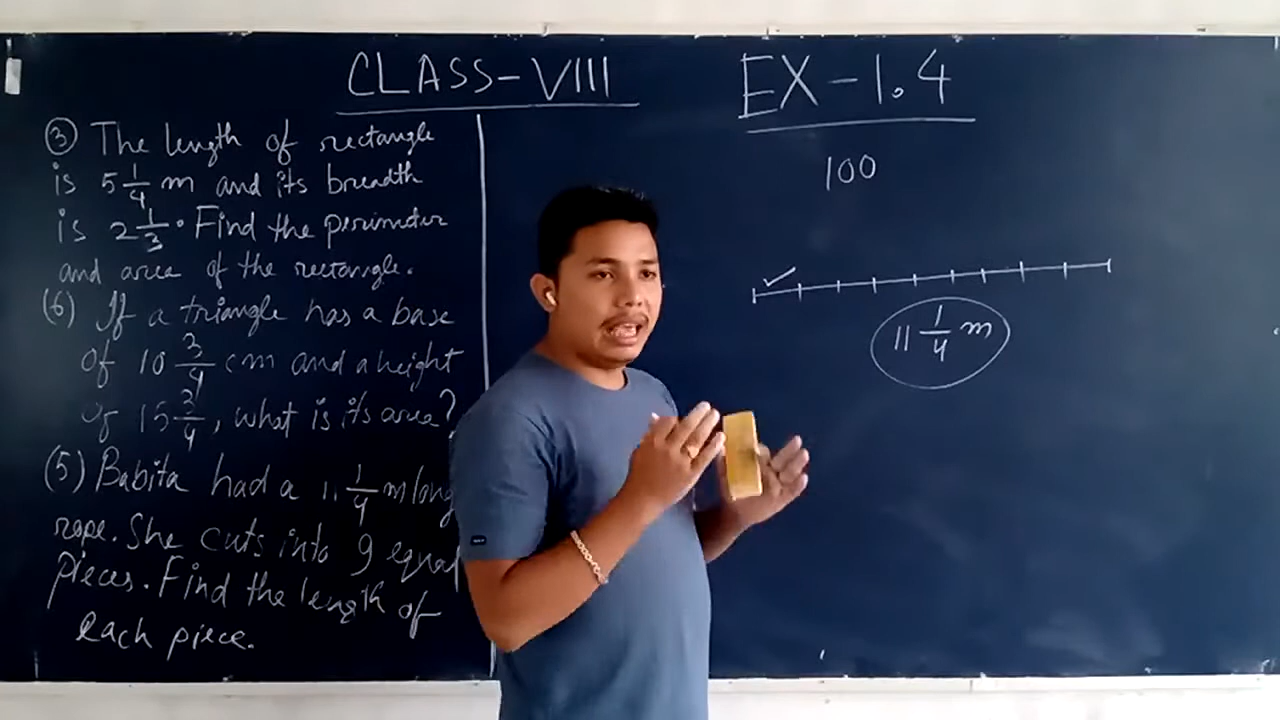 CLASS-VIII
③ The length of rectangle
is 5 1/4 m and its breadth
is 2 1/3. Find the perimeter
and area of the rectangle.
(6) If a triangle has a base
of 10 3/4 cm and a height
of 15 3/4, what is its area?
(5) Babita had a 11 1/4 m long
rope. She cuts into 9 equal
pieces. Find the length of
each piece.
EX-1.4
100
✓
11 1/4 m